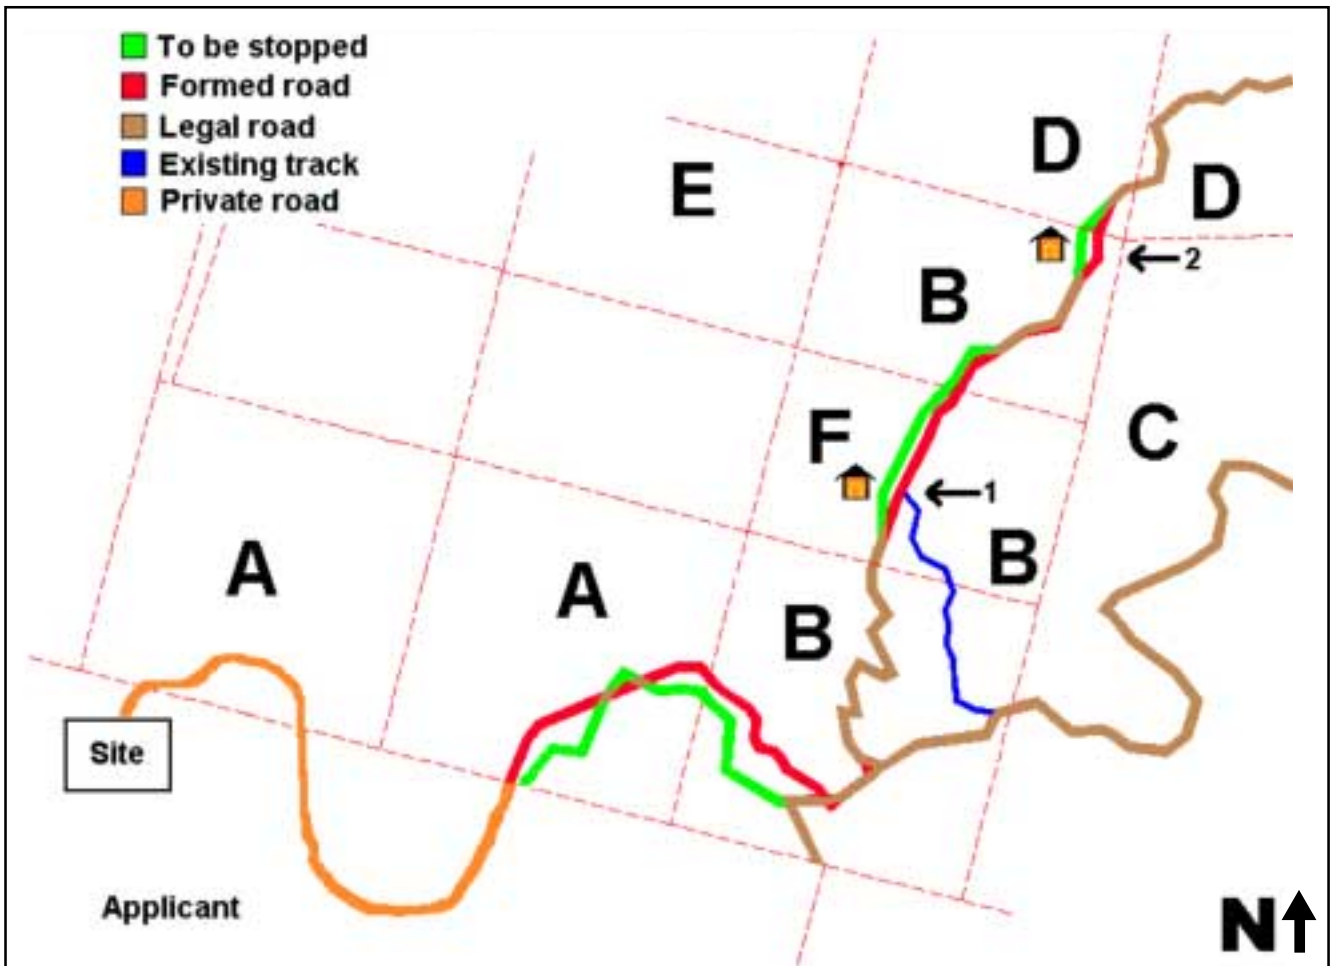 To be stopped
Formed road
Legal road
Existing track
Private road
D
E
D
2
B
F
C
1
B
A
A
B
Site
Applicant
N